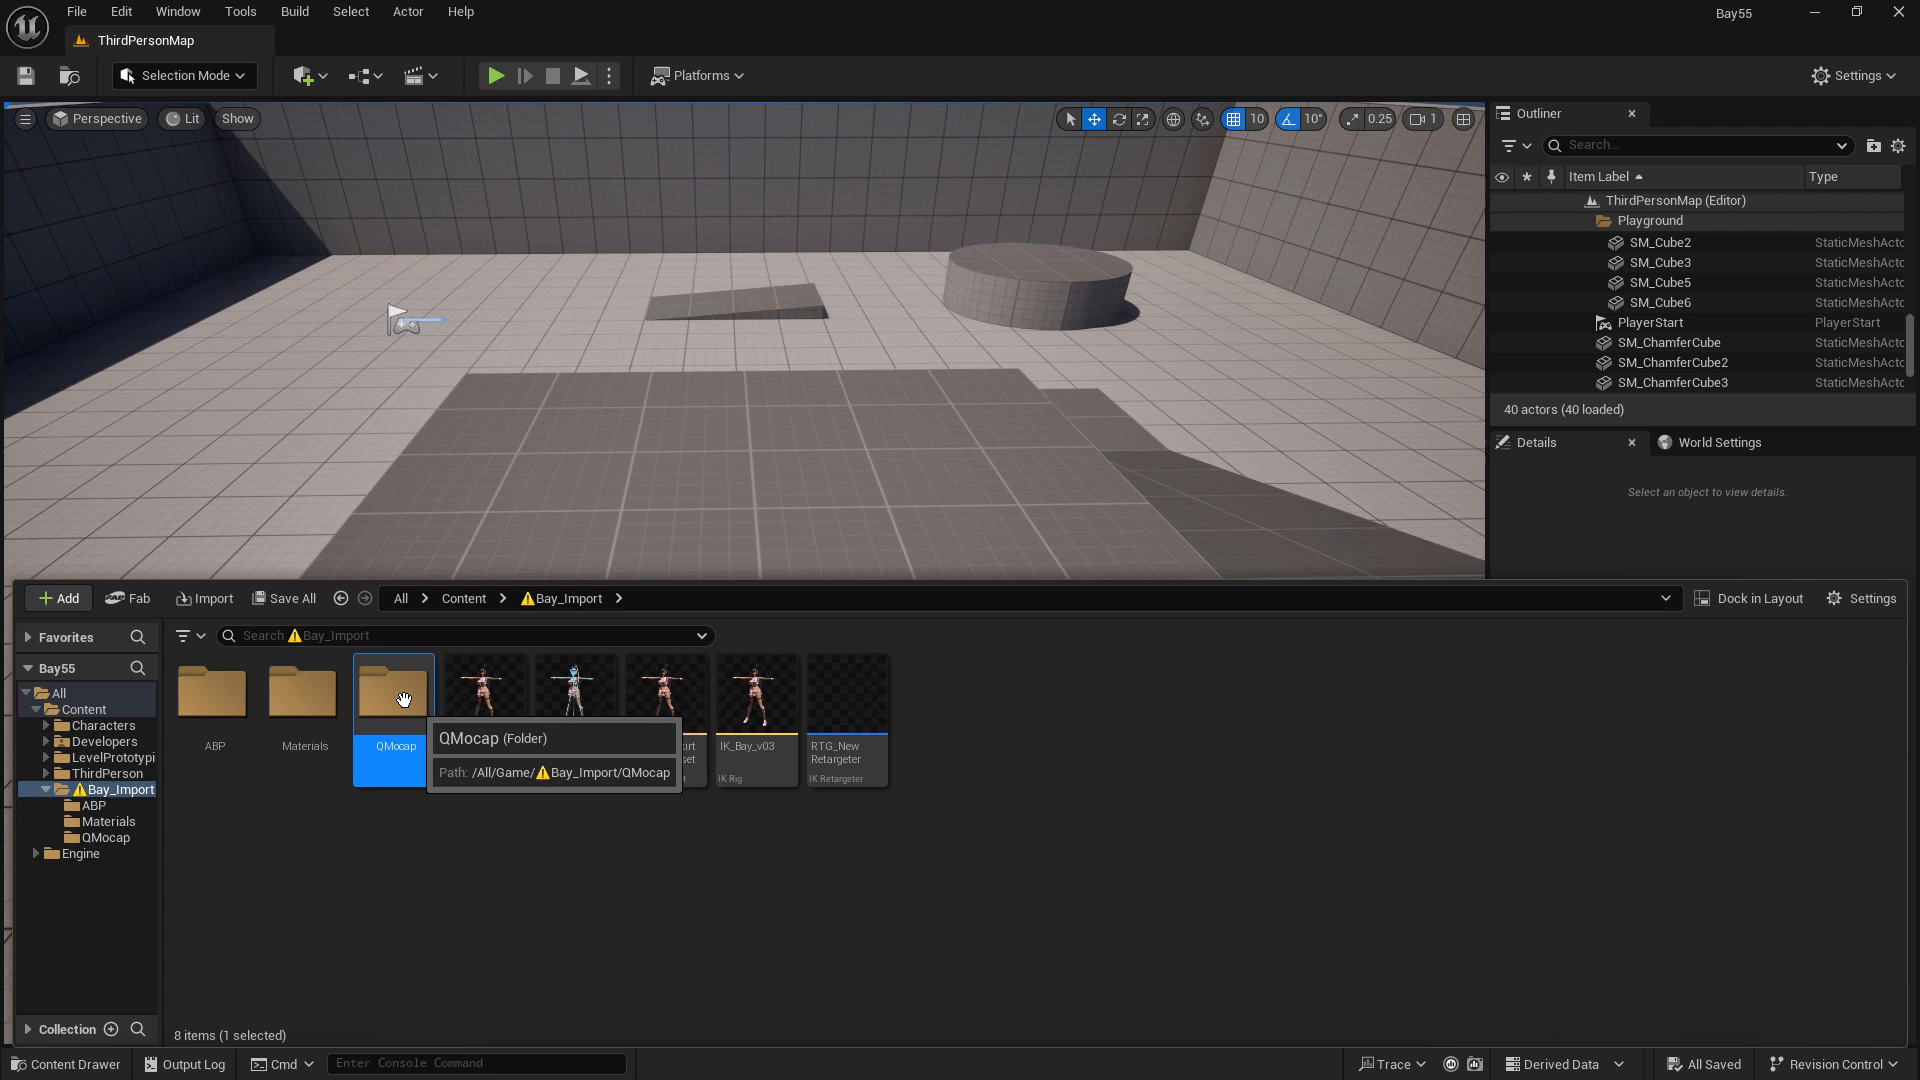 File Edit Window Tools Build Select Actor Help
Bay55
ThirdPersonMap
Selection Mode
Platforms
Settings
Perspective Lit Show
10 10° 0.25 1
Outliner
Search...
Item Label Type
ThirdPersonMap (Editor)
Playground
SM_Cube2 StaticMeshActo
SM_Cube3 StaticMeshActo
SM_Cube5 StaticMeshActo
SM_Cube6 StaticMeshActo
PlayerStart PlayerStart
SM_ChamferCube StaticMeshActo
SM_ChamferCube2 StaticMeshActo
SM_ChamferCube3 StaticMeshActo
40 actors (40 loaded)
Details World Settings
Select an object to view details.
Add Fab Import Save All All Content Bay_Import Dock in Layout Settings
Favorites
Search Bay_Import
Bay55
All
Content
Characters
Developers
LevelPrototypi
ThirdPerson
Bay_Import
ABP
Materials
QMocap
Engine
ABP
Materials
QMocap
QMocap (Folder)
Path: /All/Game/⚠Bay_Import/QMocap
IK_Bay_v03
IK Rig
RTG_New
Retargeter
IK Retargeter
Collection
8 items (1 selected)
Content Drawer Output Log Cmd Enter Console Command Trace Derived Data All Saved Revision Control